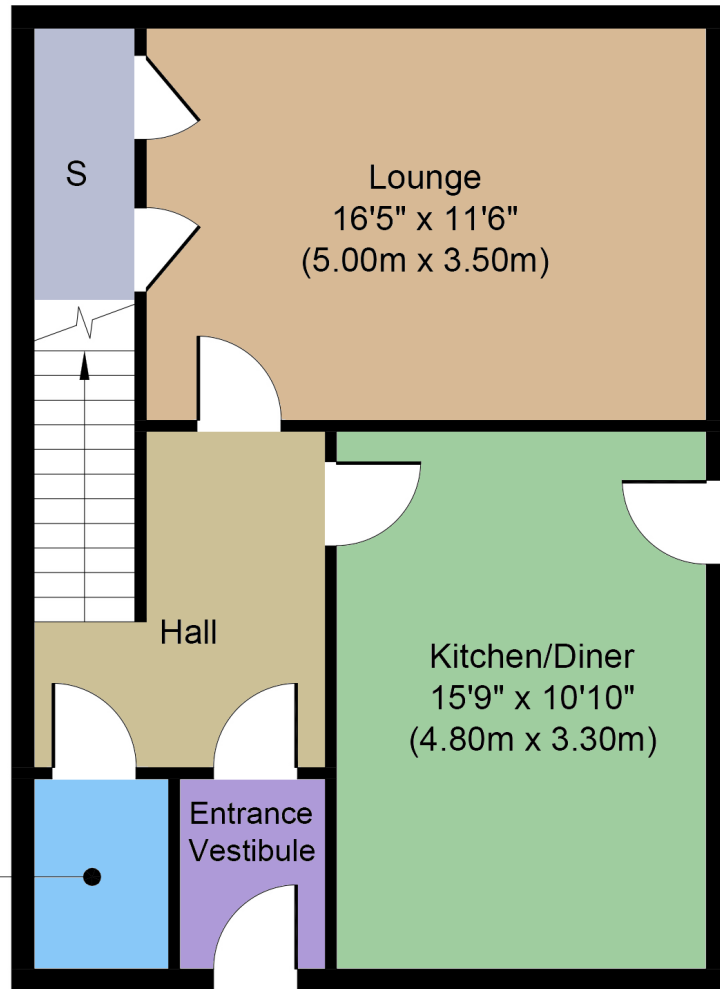 S
Lounge
16'5" x 11'6"
(5.00m x 3.50m)
Hall
Kitchen/Diner
15'9" x 10'10"
(4.80m x 3.30m)
Entrance
Vestibule